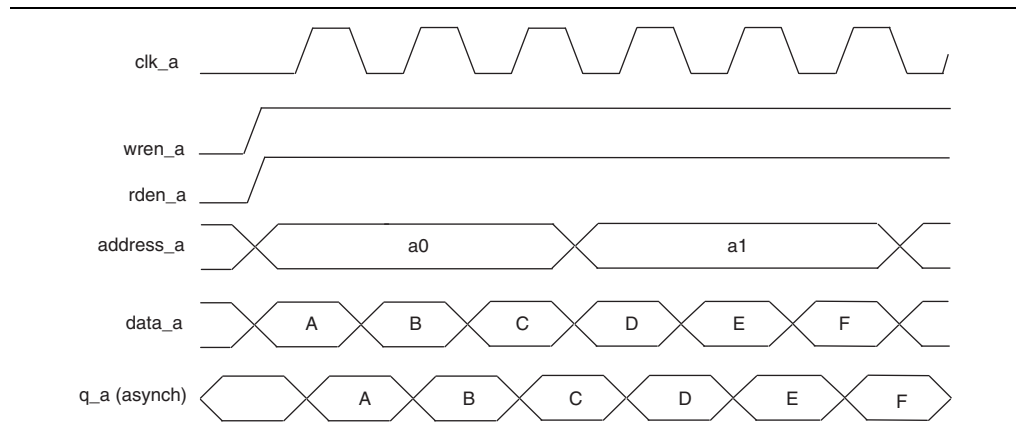 clk_a
wren_a
rden_a
address_a a0 a1
data_a A B C D E F
q_a (asynch) A B C D E F